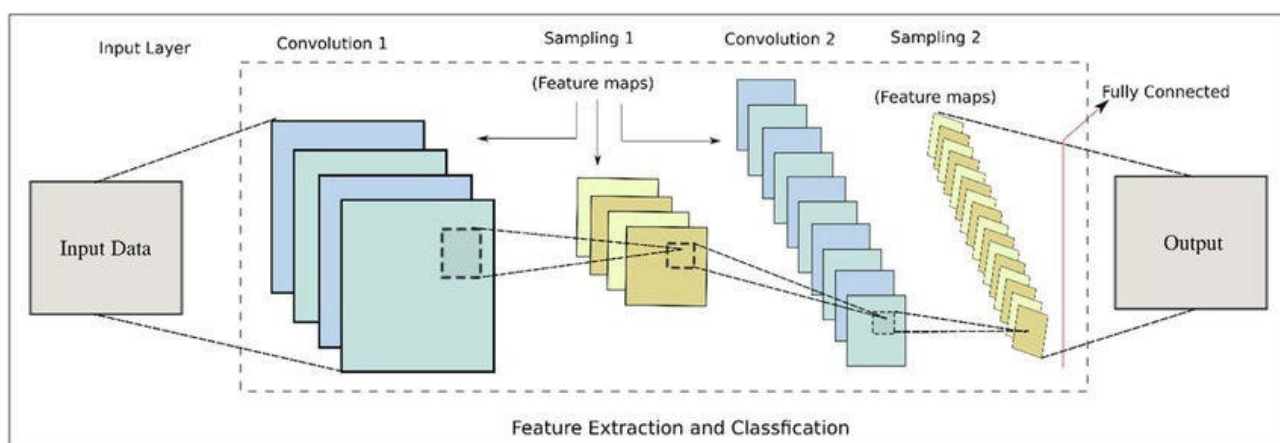 Input Layer
Convolution 1
Sampling 1
Convolution 2
Sampling 2
(Feature maps)
(Feature maps)
Fully Connected
Input Data
Output
Feature Extraction and Classfication